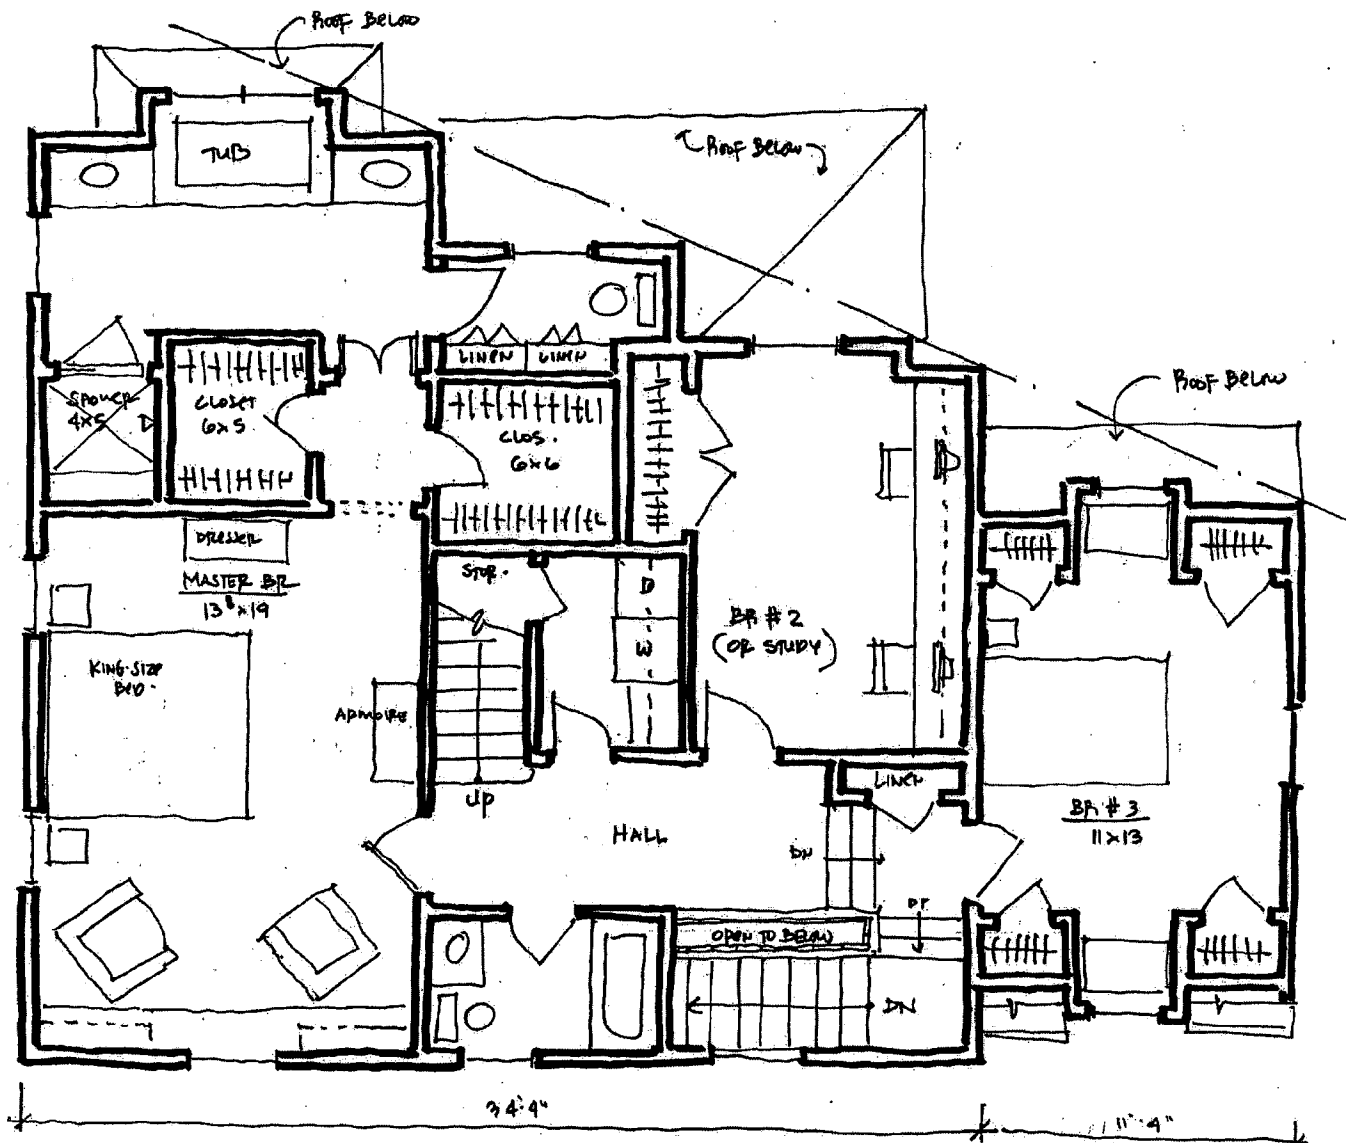 ROOF BELOW
ROOF BELOW
TUB
ROOF BELOW
LINEN
LINEN
SHOWER
4x5
CLOSET
6x5
CLOS.
6x6
DRESSER
MASTER BR
13⁸x19
STOR.
D
W
BR #2
(OR STUDY)
KING-SIZE
BED.
ARMOIRE
UP
LINEN
HALL
BR #3
11x13
DN
OPEN TO BELOW
DN
34'4"
11'-4"